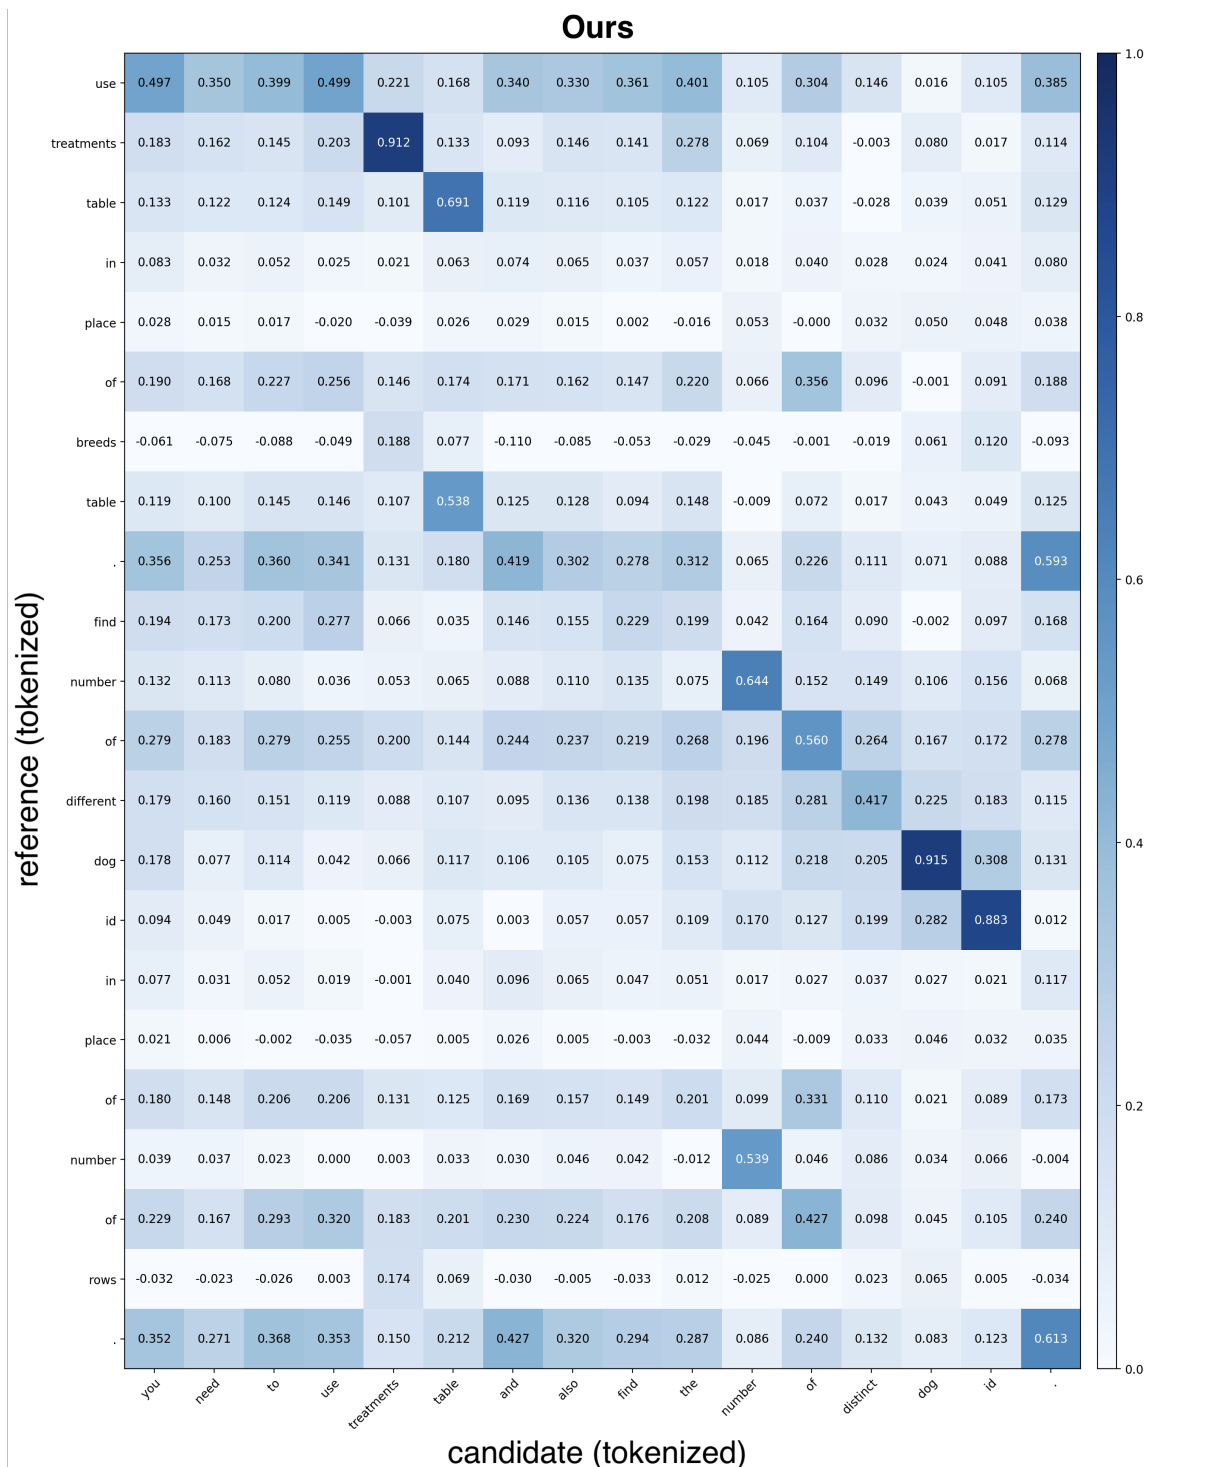 Ours
use 0.497 0.350 0.399 0.499 0.221 0.168 0.340 0.330 0.361 0.401 0.105 0.304 0.146 0.016 0.105 0.385
treatments 0.183 0.162 0.145 0.203 0.912 0.133 0.093 0.146 0.141 0.278 0.069 0.104 -0.003 0.080 0.017 0.114
table 0.133 0.122 0.124 0.149 0.101 0.691 0.119 0.116 0.105 0.122 0.017 0.037 -0.028 0.039 0.051 0.129
in 0.083 0.032 0.052 0.025 0.021 0.063 0.074 0.065 0.037 0.057 0.018 0.040 0.028 0.024 0.041 0.080
place 0.028 0.015 0.017 -0.020 -0.039 0.026 0.029 0.015 0.002 -0.016 0.053 -0.000 0.032 0.050 0.048 0.038
of 0.190 0.168 0.227 0.256 0.146 0.174 0.171 0.162 0.147 0.220 0.066 0.356 0.096 -0.001 0.091 0.188
breeds -0.061 -0.075 -0.088 -0.049 0.188 0.077 -0.110 -0.085 -0.053 -0.029 -0.045 -0.001 -0.019 0.061 0.120 -0.093
table 0.119 0.100 0.145 0.146 0.107 0.538 0.125 0.128 0.094 0.148 -0.009 0.072 0.017 0.043 0.049 0.125
. 0.356 0.253 0.360 0.341 0.131 0.180 0.419 0.302 0.278 0.312 0.065 0.226 0.111 0.071 0.088 0.593
find 0.194 0.173 0.200 0.277 0.066 0.035 0.146 0.155 0.229 0.199 0.042 0.164 0.090 -0.002 0.097 0.168
number 0.132 0.113 0.080 0.036 0.053 0.065 0.088 0.110 0.135 0.075 0.644 0.152 0.149 0.106 0.156 0.068
of 0.279 0.183 0.279 0.255 0.200 0.144 0.244 0.237 0.219 0.268 0.196 0.560 0.264 0.167 0.172 0.278
different 0.179 0.160 0.151 0.119 0.088 0.107 0.095 0.136 0.138 0.198 0.185 0.281 0.417 0.225 0.183 0.115
dog 0.178 0.077 0.114 0.042 0.066 0.117 0.106 0.105 0.075 0.153 0.112 0.218 0.205 0.915 0.308 0.131
id 0.094 0.049 0.017 0.005 -0.003 0.075 0.003 0.057 0.057 0.109 0.170 0.127 0.199 0.282 0.883 0.012
in 0.077 0.031 0.052 0.019 -0.001 0.040 0.096 0.065 0.047 0.051 0.017 0.027 0.037 0.027 0.021 0.117
place 0.021 0.006 -0.002 -0.035 -0.057 0.005 0.026 0.005 -0.003 -0.032 0.044 -0.009 0.033 0.046 0.032 0.035
of 0.180 0.148 0.206 0.206 0.131 0.125 0.169 0.157 0.149 0.201 0.099 0.331 0.110 0.021 0.089 0.173
number 0.039 0.037 0.023 0.000 0.003 0.033 0.030 0.046 0.042 -0.012 0.539 0.046 0.086 0.034 0.066 -0.004
of 0.229 0.167 0.293 0.320 0.183 0.201 0.230 0.224 0.176 0.208 0.089 0.427 0.098 0.045 0.105 0.240
rows -0.032 -0.023 -0.026 0.003 0.174 0.069 -0.030 -0.005 -0.033 0.012 -0.025 0.000 0.023 0.065 0.005 -0.034
. 0.352 0.271 0.368 0.353 0.150 0.212 0.427 0.320 0.294 0.287 0.086 0.240 0.132 0.083 0.123 0.613
you need to use treatments table and also find the number of distinct dog id .
candidate (tokenized)
reference (tokenized)
1.0
0.8
0.6
0.4
0.2
0.0